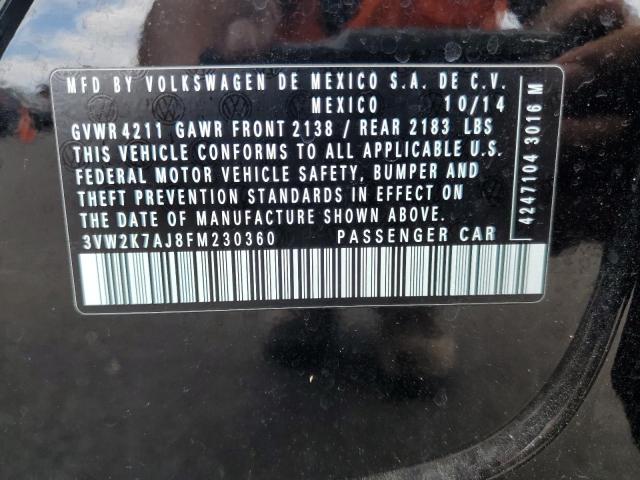 MFD BY VOLKSWAGEN DE MEXICO S.A. DE C.V.
MEXICO 10/14
GVWR 4211 GAWR FRONT 2138 / REAR 2183 LBS
THIS VEHICLE CONFORMS TO ALL APPLICABLE U.S.
FEDERAL MOTOR VEHICLE SAFETY, BUMPER AND
THEFT PREVENTION STANDARDS IN EFFECT ON
THE DATE OF MANUFACTURE SHOWN ABOVE.
3VW2K7AJ8FM230360 PASSENGER CAR
4247104 3016 M